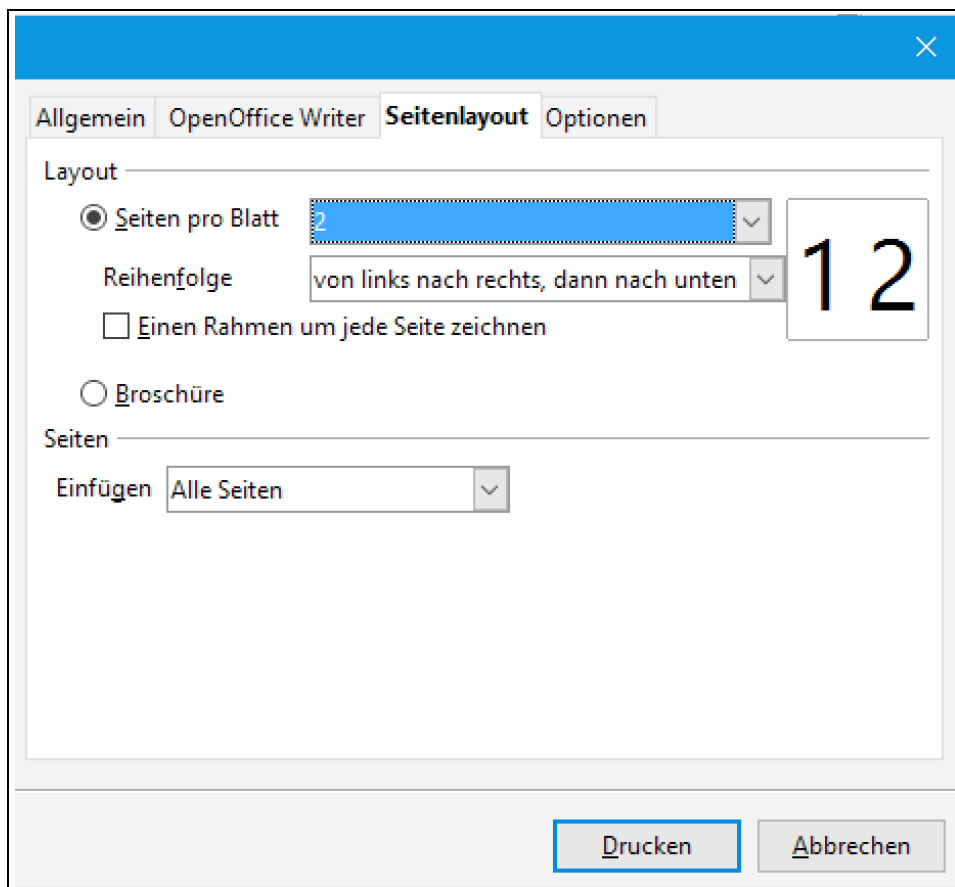 Allgemein OpenOffice Writer Seitenlayout Optionen
Layout
Seiten pro Blatt 2
1 2
Reihenfolge von links nach rechts, dann nach unten
Einen Rahmen um jede Seite zeichnen
Broschüre
Seiten
Einfügen Alle Seiten
Drucken Abbrechen